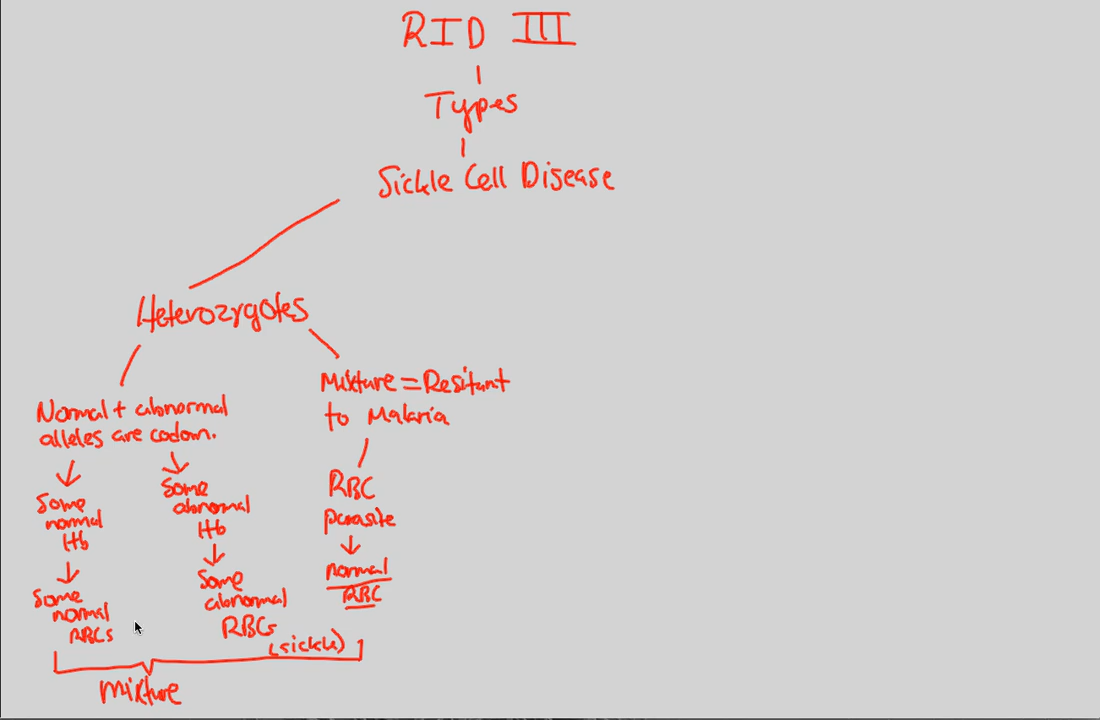 RID III
Types
Sickle Cell Disease
Heterozygotes
Normal + abnormal
alleles are codom.
Some
normal
Hb
Some
normal
RBCs
Some
abnormal
Hb
Some
abnormal
RBCs
(sickle)
mixture
Mixture = Resitant
to Malaria
RBC
parasite
normal
RBC